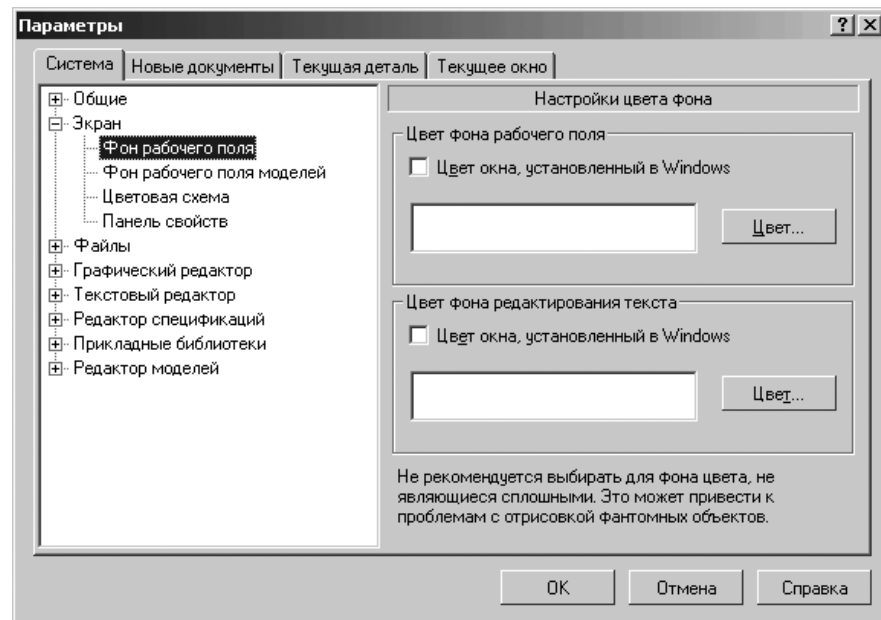 Параметры
Система
Новые документы
Текущая деталь
Текущее окно
Общие
Экран
Фон рабочего поля
Фон рабочего поля моделей
Цветовая схема
Панель свойств
Файлы
Графический редактор
Текстовый редактор
Редактор спецификаций
Прикладные библиотеки
Редактор моделей
Настройки цвета фона
Цвет фона рабочего поля
Цвет окна, установленный в Windows
Цвет...
Цвет фона редактирования текста
Цвет окна, установленный в Windows
Цвет...
Не рекомендуется выбирать для фона цвета, не
являющиеся сплошными. Это может привести к
проблемам с отрисовкой фантомных объектов.
OK
Отмена
Справка